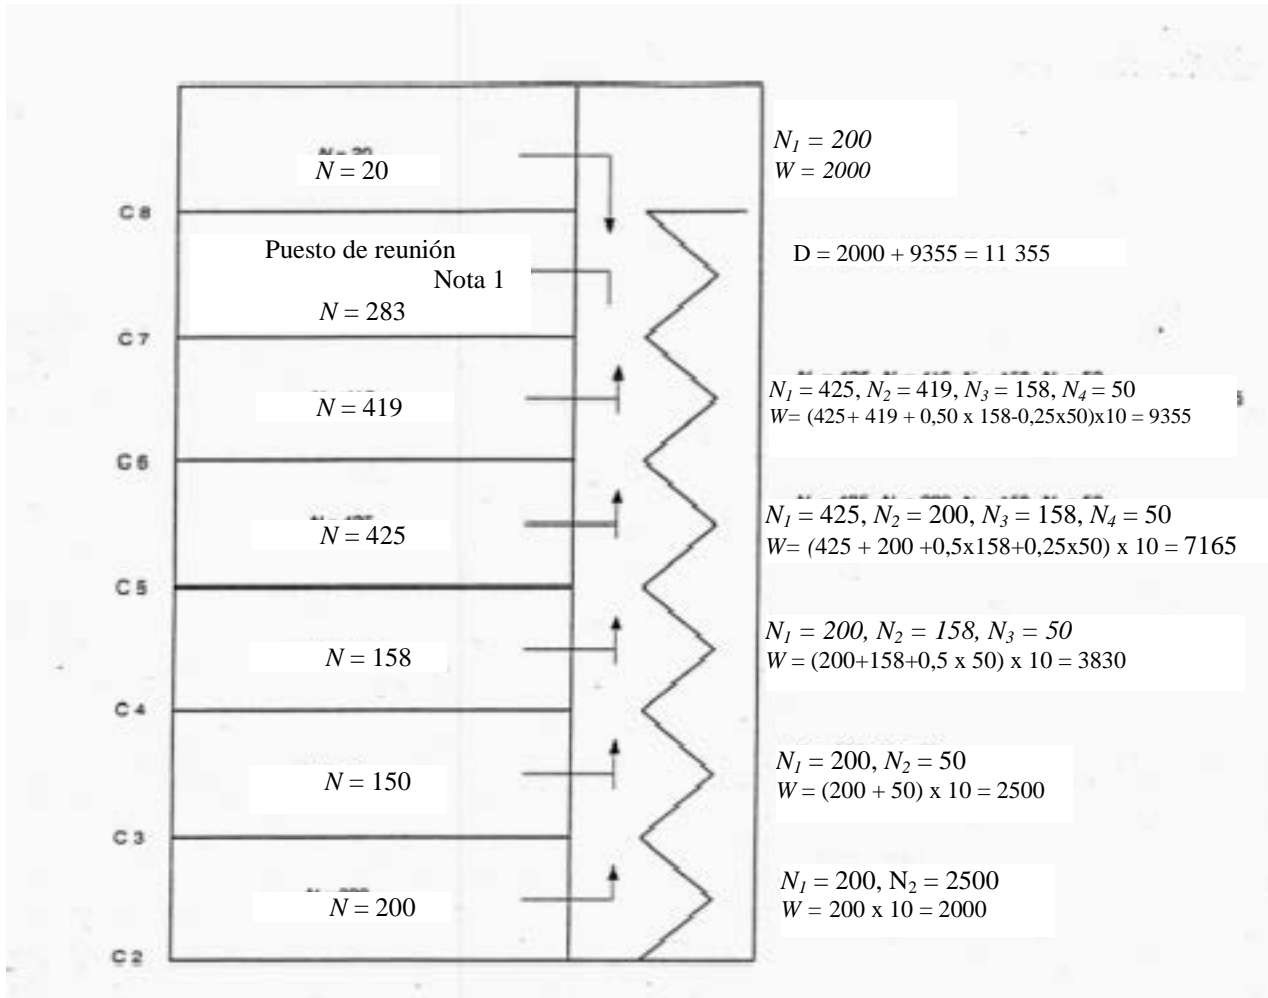 N = 20
N1 = 200
W = 2000
C8
Puesto de reunión
Nota 1
N = 283
D = 2000 + 9355 = 11 355
C7
N = 419
N1 = 425, N2 = 419, N3 = 158, N4 = 50
W= (425+ 419 + 0,50 x 158-0,25x50)x10 = 9355
C6
N = 425
N1 = 425, N2 = 200, N3 = 158, N4 = 50
W= (425 + 200 +0,5x158+0,25x50) x 10 = 7165
C5
N = 158
N1 = 200, N2 = 158, N3 = 50
W = (200+158+0,5 x 50) x 10 = 3830
C4
N = 150
N1 = 200, N2 = 50
W = (200 + 50) x 10 = 2500
C3
N = 200
N1 = 200, N2 = 2500
W = 200 x 10 = 2000
C2